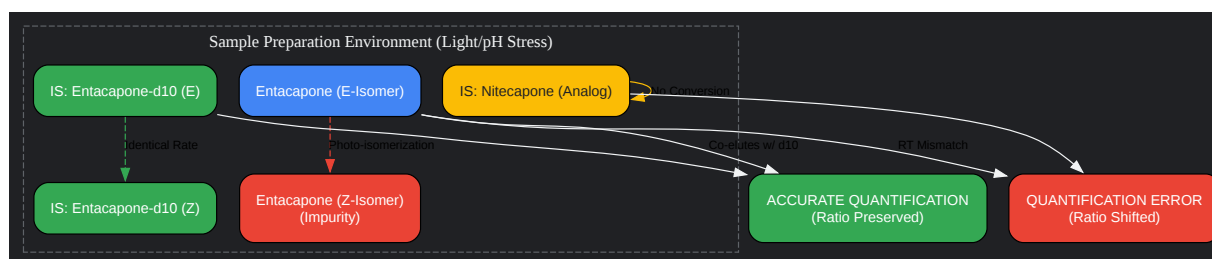 Sample Preparation Environment (Light/pH Stress)
IS: Entacapone-d10 (E)
Entacapone (E-Isomer)
IS: Nitecapone (Analog)
No Conversion
Identical Rate
Photo-isomerization
Co-elutes w/ d10
RT Mismatch
IS: Entacapone-d10 (Z)
Entacapone (Z-Isomer)
(Impurity)
ACCURATE QUANTIFICATION
(Ratio Preserved)
QUANTIFICATION ERROR
(Ratio Shifted)